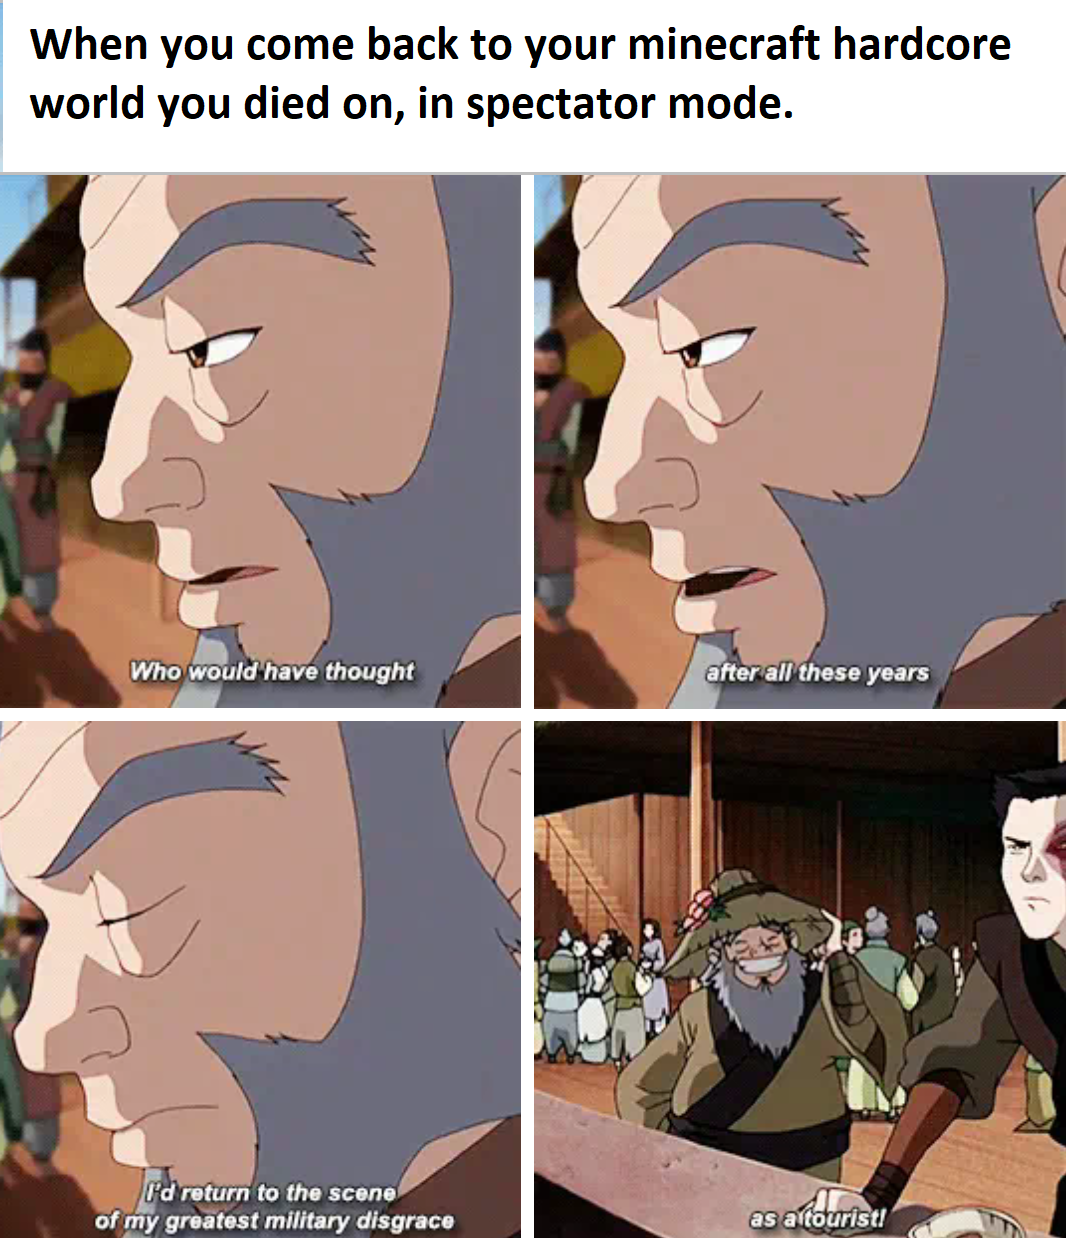 When you come back to your minecraft hardcore
world you died on, in spectator mode.
Who would have thought
after all these years
I'd return to the scene
of my greatest military disgrace
as a tourist!